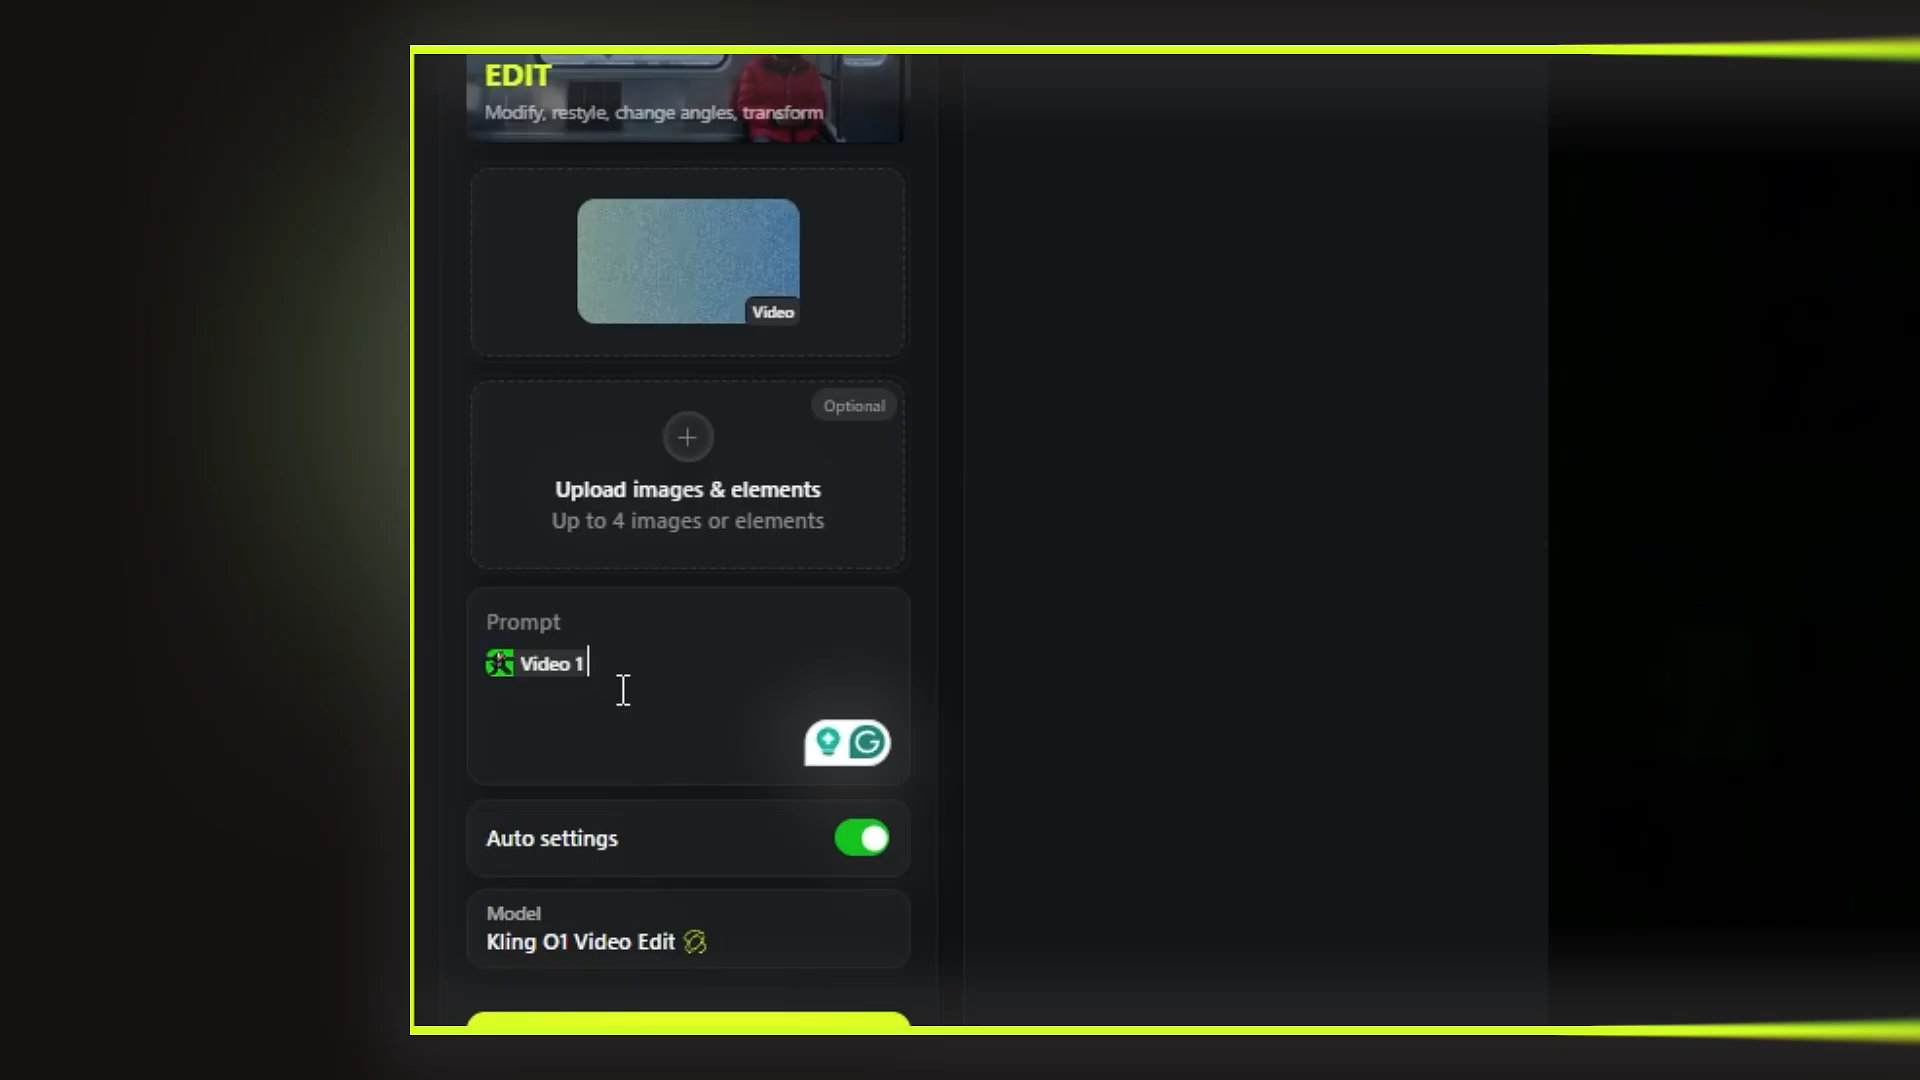 EDIT
Modify, restyle, change angles, transform
Video
Optional
Upload images & elements
Up to 4 images or elements
Prompt
Video 1
Auto settings
Model
Kling O1 Video Edit